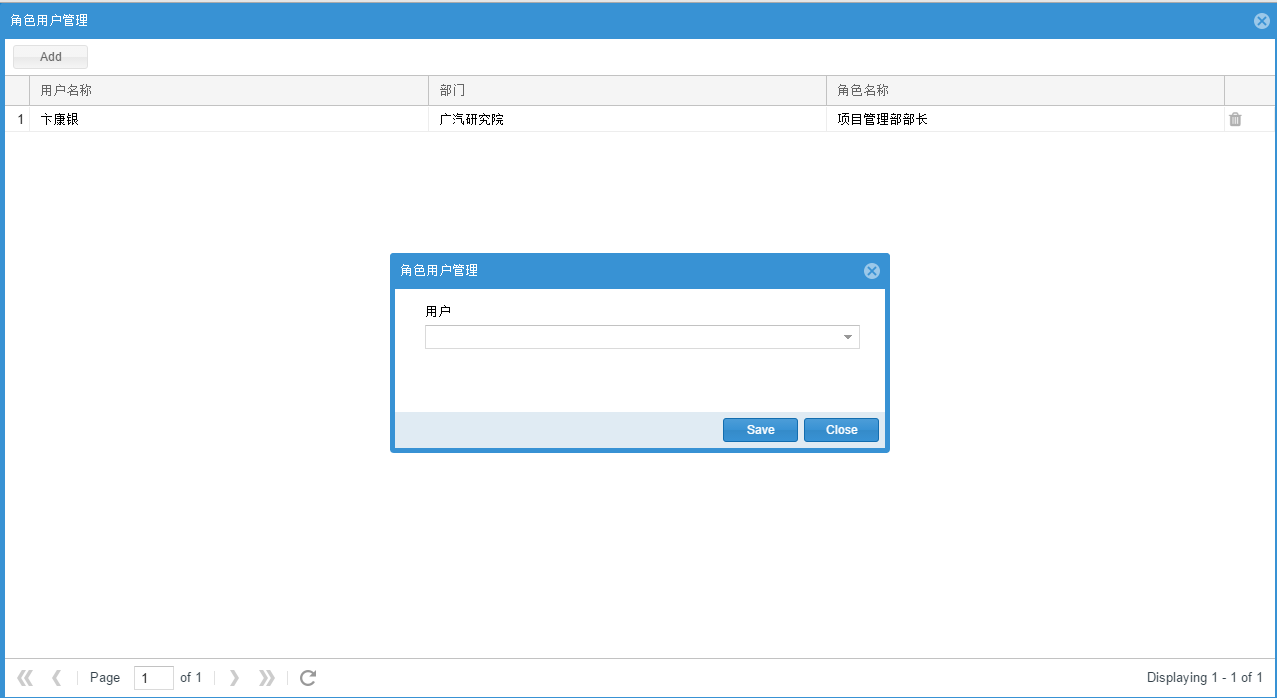 角色用户管理
Add
用户名称 部门 角色名称
1 卞康银 广汽研究院 项目管理部部长
角色用户管理
用户
Save Close
Page 1 of 1 Displaying 1 - 1 of 1